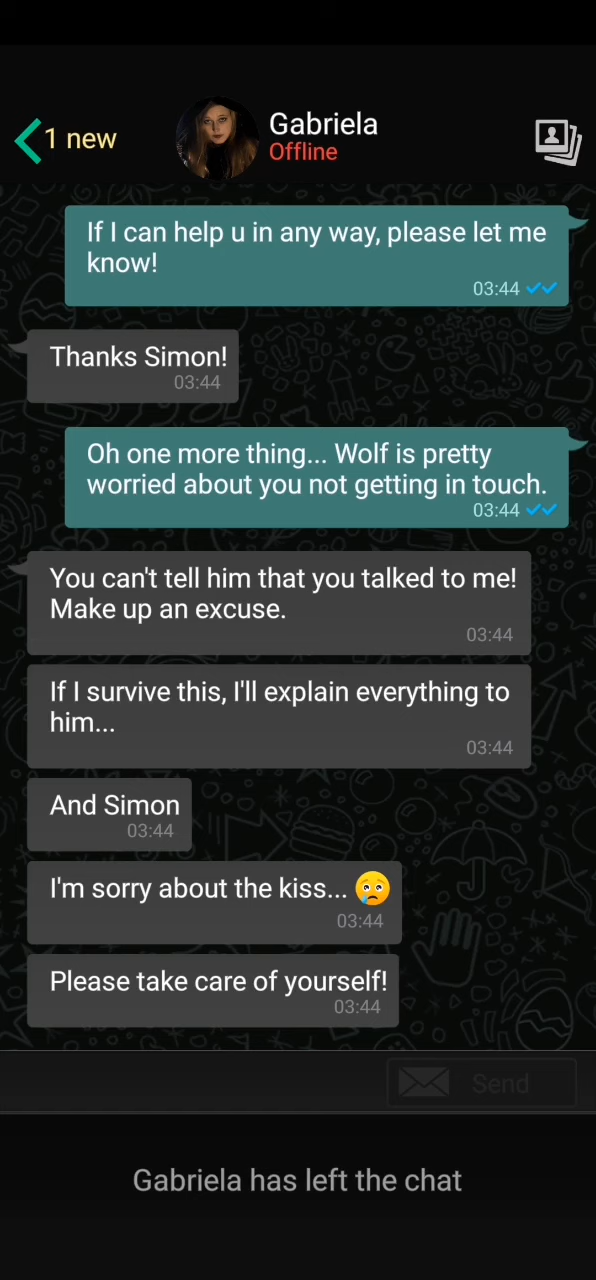 1 new
Gabriela
Offline
If I can help u in any way, please let me
know!
03:44
Thanks Simon!
03:44
Oh one more thing... Wolf is pretty
worried about you not getting in touch.
03:44
You can't tell him that you talked to me!
Make up an excuse.
03:44
If I survive this, I'll explain everything to
him...
03:44
And Simon
03:44
I'm sorry about the kiss... 😢
03:44
Please take care of yourself!
03:44
Send
Gabriela has left the chat